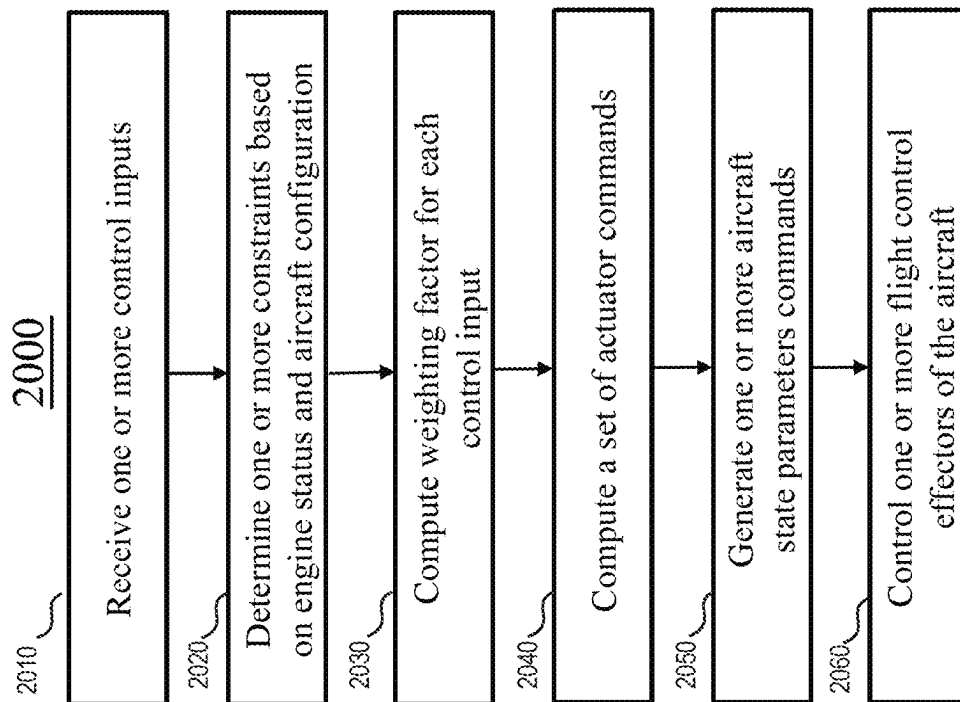 2000
2010
Receive one or more control inputs
2020
Determine one or more constraints based
on engine status and aircraft configuration
2030
Compute weighting factor for each
control input
2040
Compute a set of actuator commands
2050
Generate one or more aircraft
state parameters commands
2060
Control one or more flight control
effectors of the aircraft